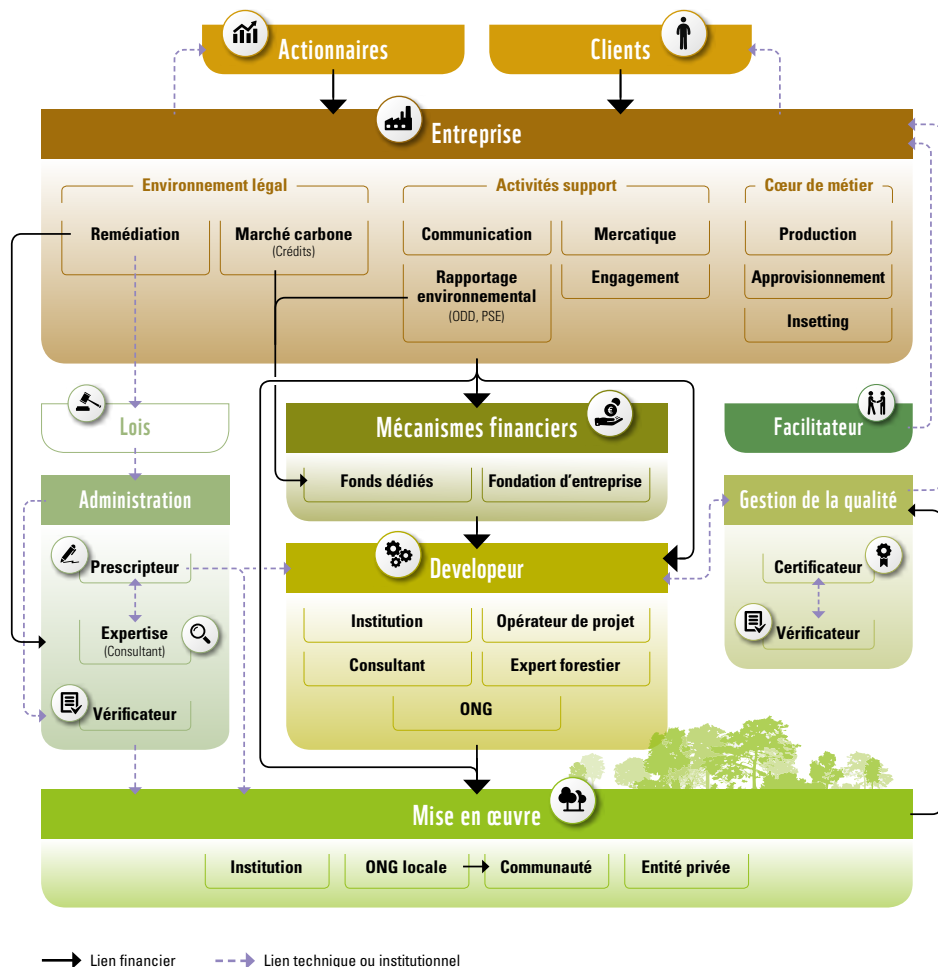 Actionnaires
Clients
Entreprise
Environnement légal
Activités support
Cœur de métier
Remédiation
Marché carbone
(Crédits)
Communication
Mercatique
Production
Rapportage
environnemental
(ODD, PSE)
Engagement
Approvisionnement
Insetting
Lois
Mécanismes financiers
Facilitateur
Administration
Fonds dédiés
Fondation d'entreprise
Gestion de la qualité
Prescripteur
Developeur
Certificateur
Expertise
(Consultant)
Institution
Opérateur de projet
Vérificateur
Consultant
Expert forestier
Vérificateur
ONG
Mise en œuvre
Institution
ONG locale
Communauté
Entité privée
Lien financier
Lien technique ou institutionnel